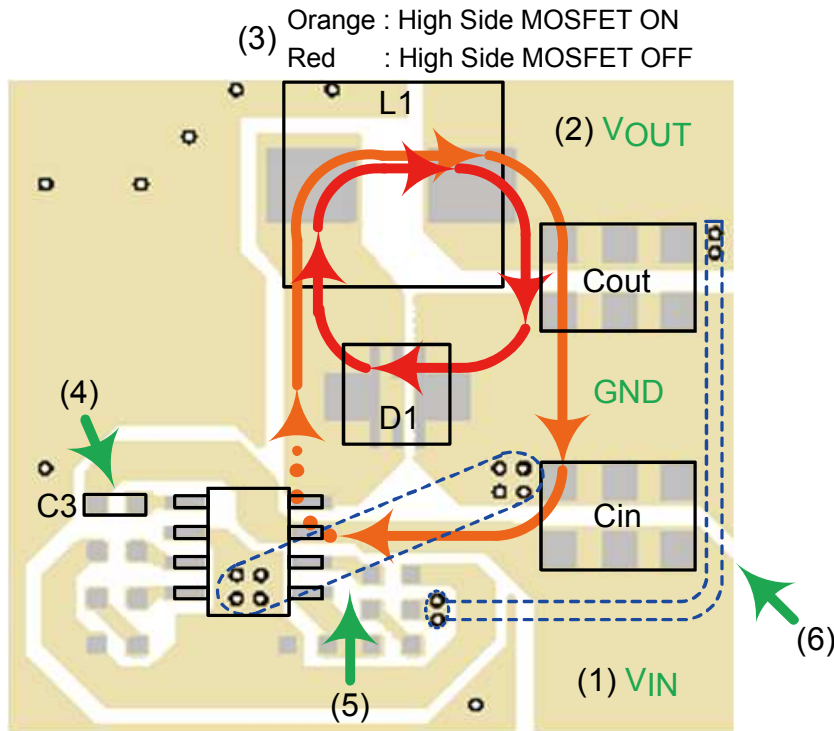 (3) Orange : High Side MOSFET ON
Red : High Side MOSFET OFF
L1
(2) VOUT
Cout
D1
GND
(4)
C3
Cin
(6)
(5)
(1) VIN